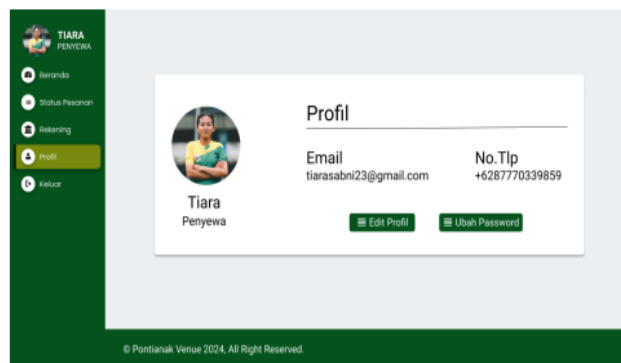 TIARA
PENYEWA
Beranda
Status Pesanan
Rekening
Profil
Keluar
Tiara
Penyewa
Profil
Email
tiarasabni23@gmail.com
No.Tlp
+6287770339859
Edit Profil
Ubah Password
© Pontianak Venue 2024, All Right Reserved.